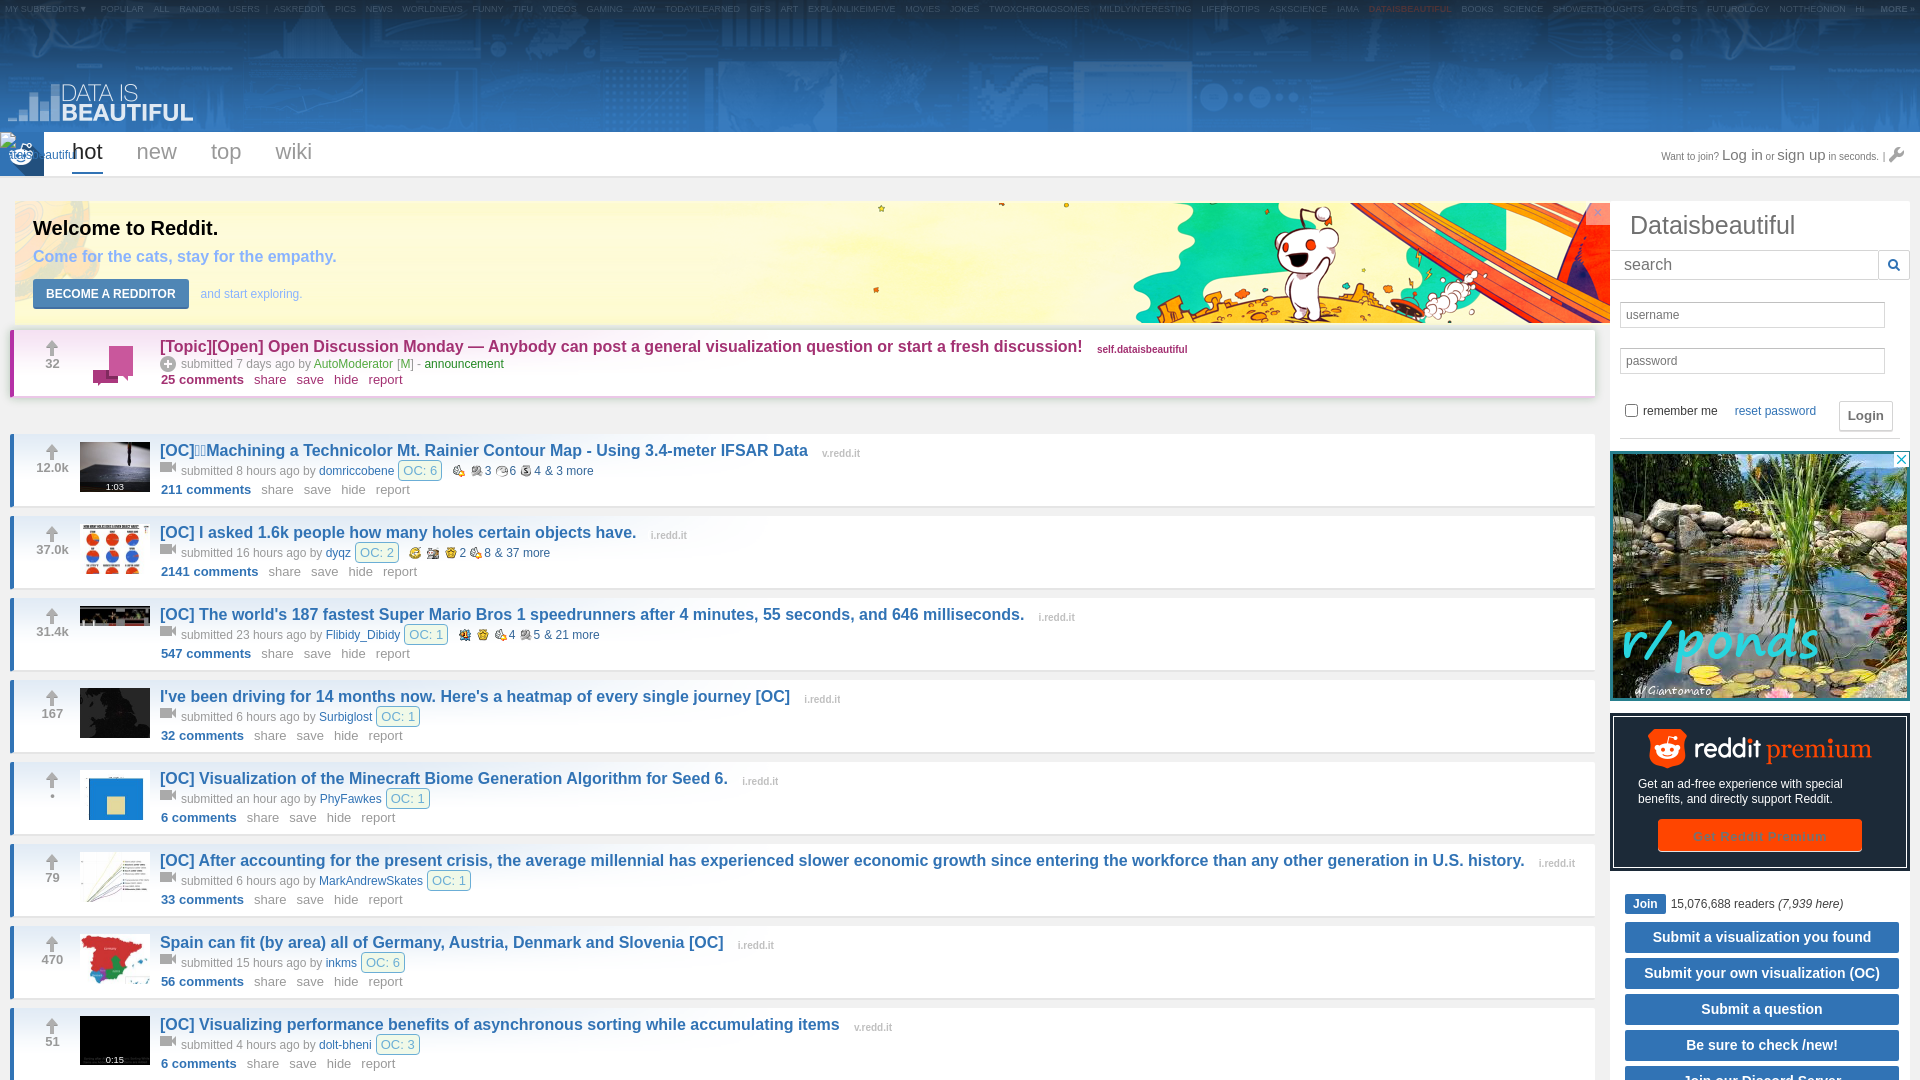 MY SUBREDDITS ▾ POPULAR ALL RANDOM USERS | ASKREDDIT PICS NEWS WORLDNEWS FUNNY TIFU VIDEOS GAMING AWW TODAYILEARNED GIFS ART EXPLAINLIKEIMFIVE MOVIES JOKES TWOXCHROMOSOMES MILDLYINTERESTING LIFEPROTIPS ASKSCIENCE IAMA DATAISBEAUTIFUL BOOKS SCIENCE SHOWERTHOUGHTS GADGETS FUTUROLOGY NOTTHEONION HI MORE »
DATA IS
BEAUTIFUL
hot new top wiki
Want to join? Log in or sign up in seconds. |
Welcome to Reddit.
Come for the cats, stay for the empathy.
BECOME A REDDITOR and start exploring.
[Topic][Open] Open Discussion Monday — Anybody can post a general visualization question or start a fresh discussion! self.dataisbeautiful
32
submitted 7 days ago by AutoModerator [M] - announcement
25 comments share save hide report
[OC] Machining a Technicolor Mt. Rainier Contour Map - Using 3.4-meter IFSAR Data v.redd.it
12.0k
1:03
submitted 8 hours ago by domriccobene OC: 6 3 6 4 & 3 more
211 comments share save hide report
[OC] I asked 1.6k people how many holes certain objects have. i.redd.it
37.0k
submitted 16 hours ago by dyqz OC: 2 2 8 & 37 more
2141 comments share save hide report
[OC] The world's 187 fastest Super Mario Bros 1 speedrunners after 4 minutes, 55 seconds, and 646 milliseconds. i.redd.it
31.4k
submitted 23 hours ago by Flibidy_Dibidy OC: 1 4 5 & 21 more
547 comments share save hide report
I've been driving for 14 months now. Here's a heatmap of every single journey [OC] i.redd.it
167
submitted 6 hours ago by Surbiglost OC: 1
32 comments share save hide report
[OC] Visualization of the Minecraft Biome Generation Algorithm for Seed 6. i.redd.it
•
submitted an hour ago by PhyFawkes OC: 1
6 comments share save hide report
[OC] After accounting for the present crisis, the average millennial has experienced slower economic growth since entering the workforce than any other generation in U.S. history. i.redd.it
79
submitted 6 hours ago by MarkAndrewSkates OC: 1
33 comments share save hide report
Spain can fit (by area) all of Germany, Austria, Denmark and Slovenia [OC] i.redd.it
470
submitted 15 hours ago by inkms OC: 6
56 comments share save hide report
[OC] Visualizing performance benefits of asynchronous sorting while accumulating items v.redd.it
51
0:15
submitted 4 hours ago by dolt-bheni OC: 3
6 comments share save hide report
Dataisbeautiful
search
username
password
remember me reset password Login
r/ponds
u/Giantomato
reddit premium
Get an ad-free experience with special
benefits, and directly support Reddit.
Get Reddit Premium
Join 15,076,688 readers (7,939 here)
Submit a visualization you found
Submit your own visualization (OC)
Submit a question
Be sure to check /new!
Join our Discord Server